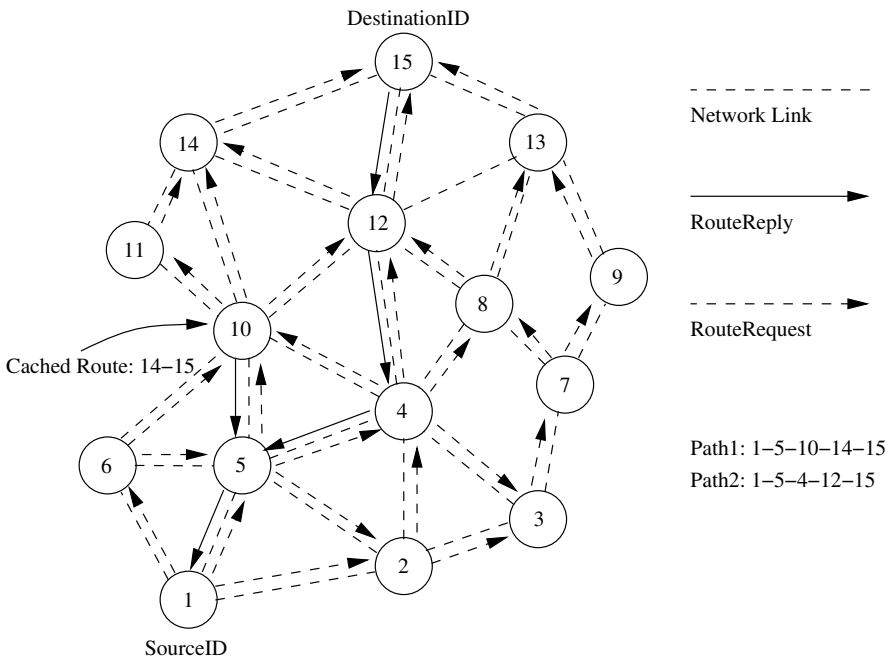 DestinationID
15
14
13
12
11
9
8
10
Cached Route: 14−15
7
4
6
5
3
2
1
SourceID
Network Link
RouteReply
RouteRequest
Path1: 1−5−10−14−15
Path2: 1−5−4−12−15